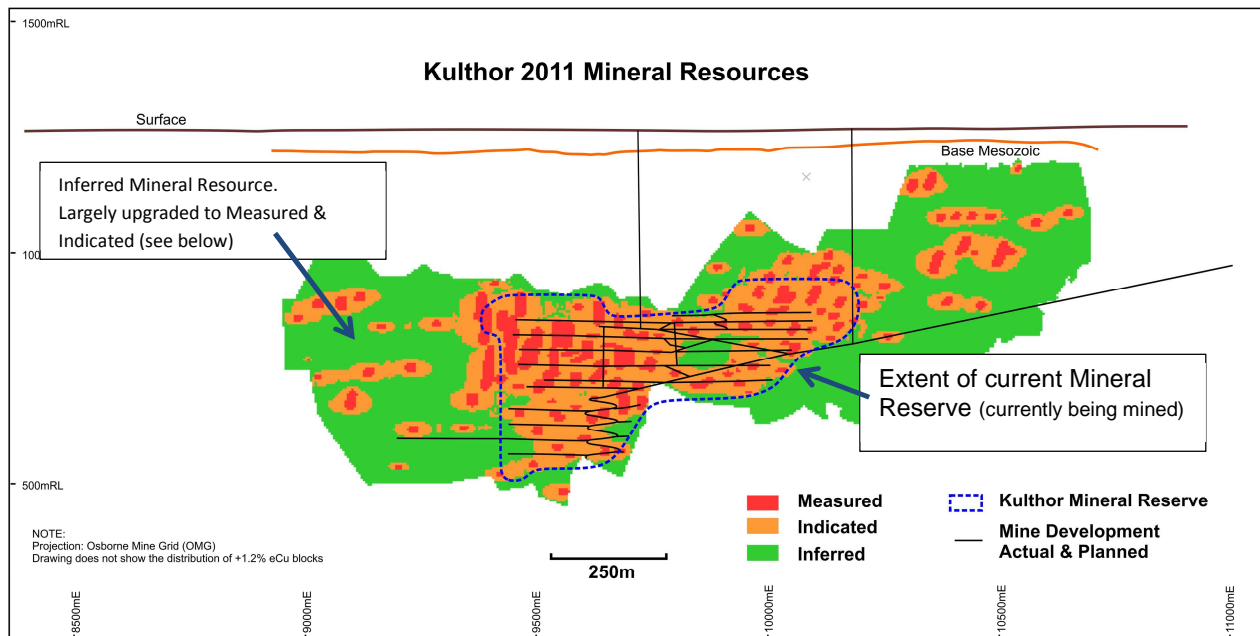 1500mRL
Kulthor 2011 Mineral Resources
Surface
Base Mesozoic
Inferred Mineral Resource.
Largely upgraded to Measured &
Indicated (see below)
100
Extent of current Mineral
Reserve (currently being mined)
500mRL
Measured
Indicated
Inferred
Kulthor Mineral Reserve
Mine Development
Actual & Planned
NOTE:
Projection: Osborne Mine Grid (OMG)
Drawing does not show the distribution of +1.2% eCu blocks
250m
8500mE
9000mE
9500mE
10000mE
10500mE
11000mE